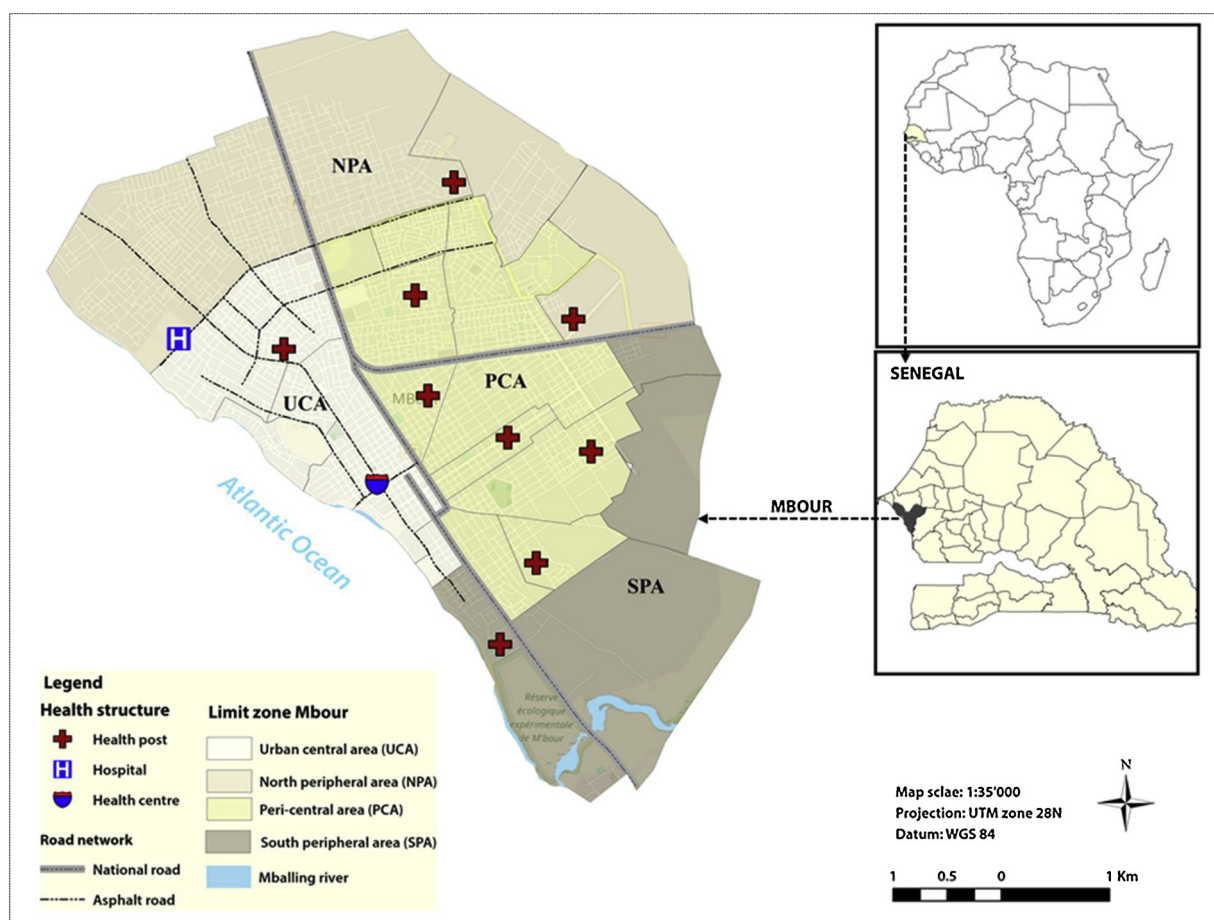 NPA
PCA
UCA
MB
SPA
Atlantic Ocean
Réserve
écologique
expérimentale
de M'bour
SENEGAL
MBOUR
Legend
Health structure
Health post
Hospital
Health centre
Road network
National road
Asphalt road
Limit zone Mbour
Urban central area (UCA)
North peripheral area (NPA)
Peri-central area (PCA)
South peripheral area (SPA)
Mballing river
H
H
N
Map sclae: 1:35'000
Projection: UTM zone 28N
Datum: WGS 84
1 0.5 0 1 Km